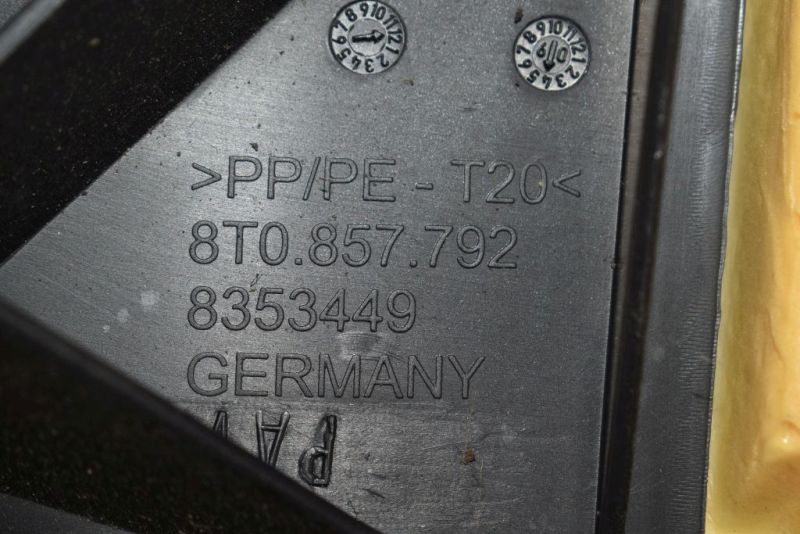 >PP/PE - T20<
8T0.857.792
8353449
GERMANY